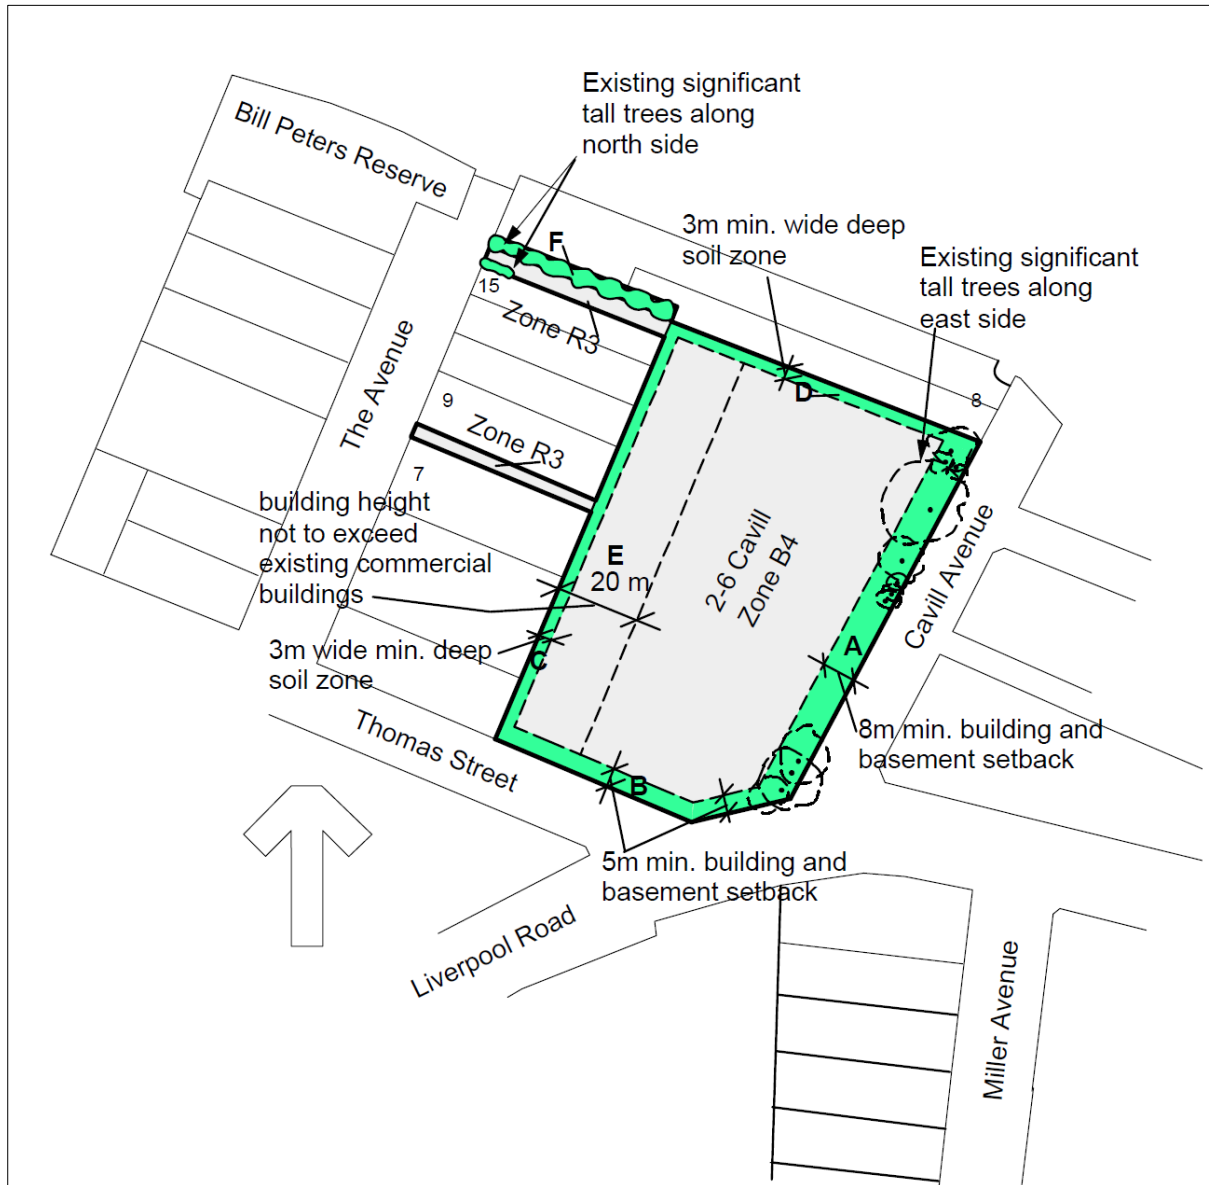 Existing significant
tall trees along
north side
Bill Peters Reserve
3m min. wide deep
soil zone
Existing significant
tall trees along
east side
F
15
Zone R3
D
8
The Avenue
9
Zone R3
7
building height
not to exceed
existing commercial
buildings
E
20 m
2-6 Cavill
Zone B4
Cavill Avenue
3m wide min. deep
soil zone
C
A
Thomas Street
8m min. building and
basement setback
B
5m min. building and
basement setback
Liverpool Road
Miller Avenue